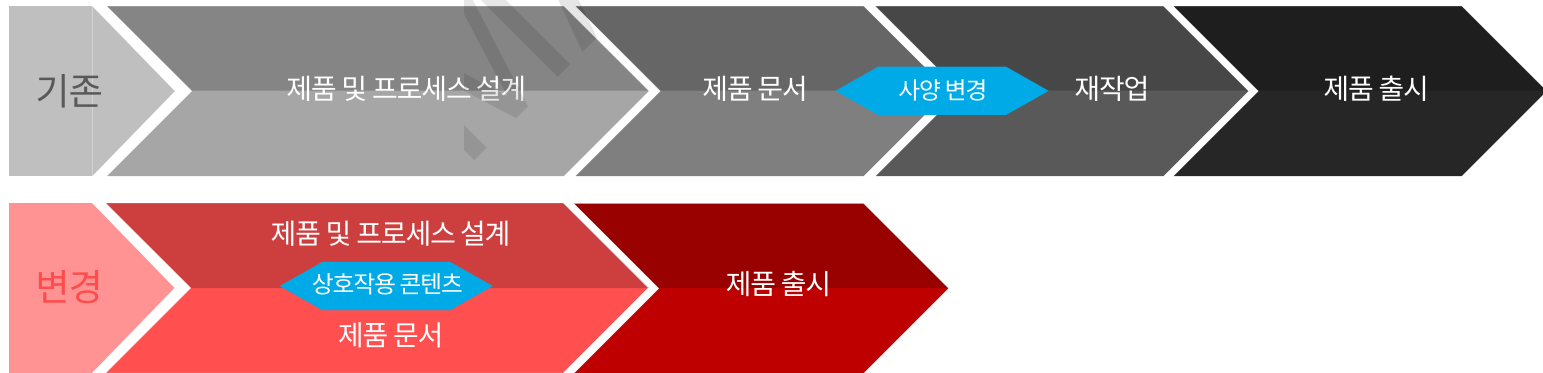 기존
제품 및 프로세스 설계
제품 문서
사양 변경
재작업
제품 출시
변경
제품 및 프로세스 설계
상호작용 콘텐츠
제품 문서
제품 출시